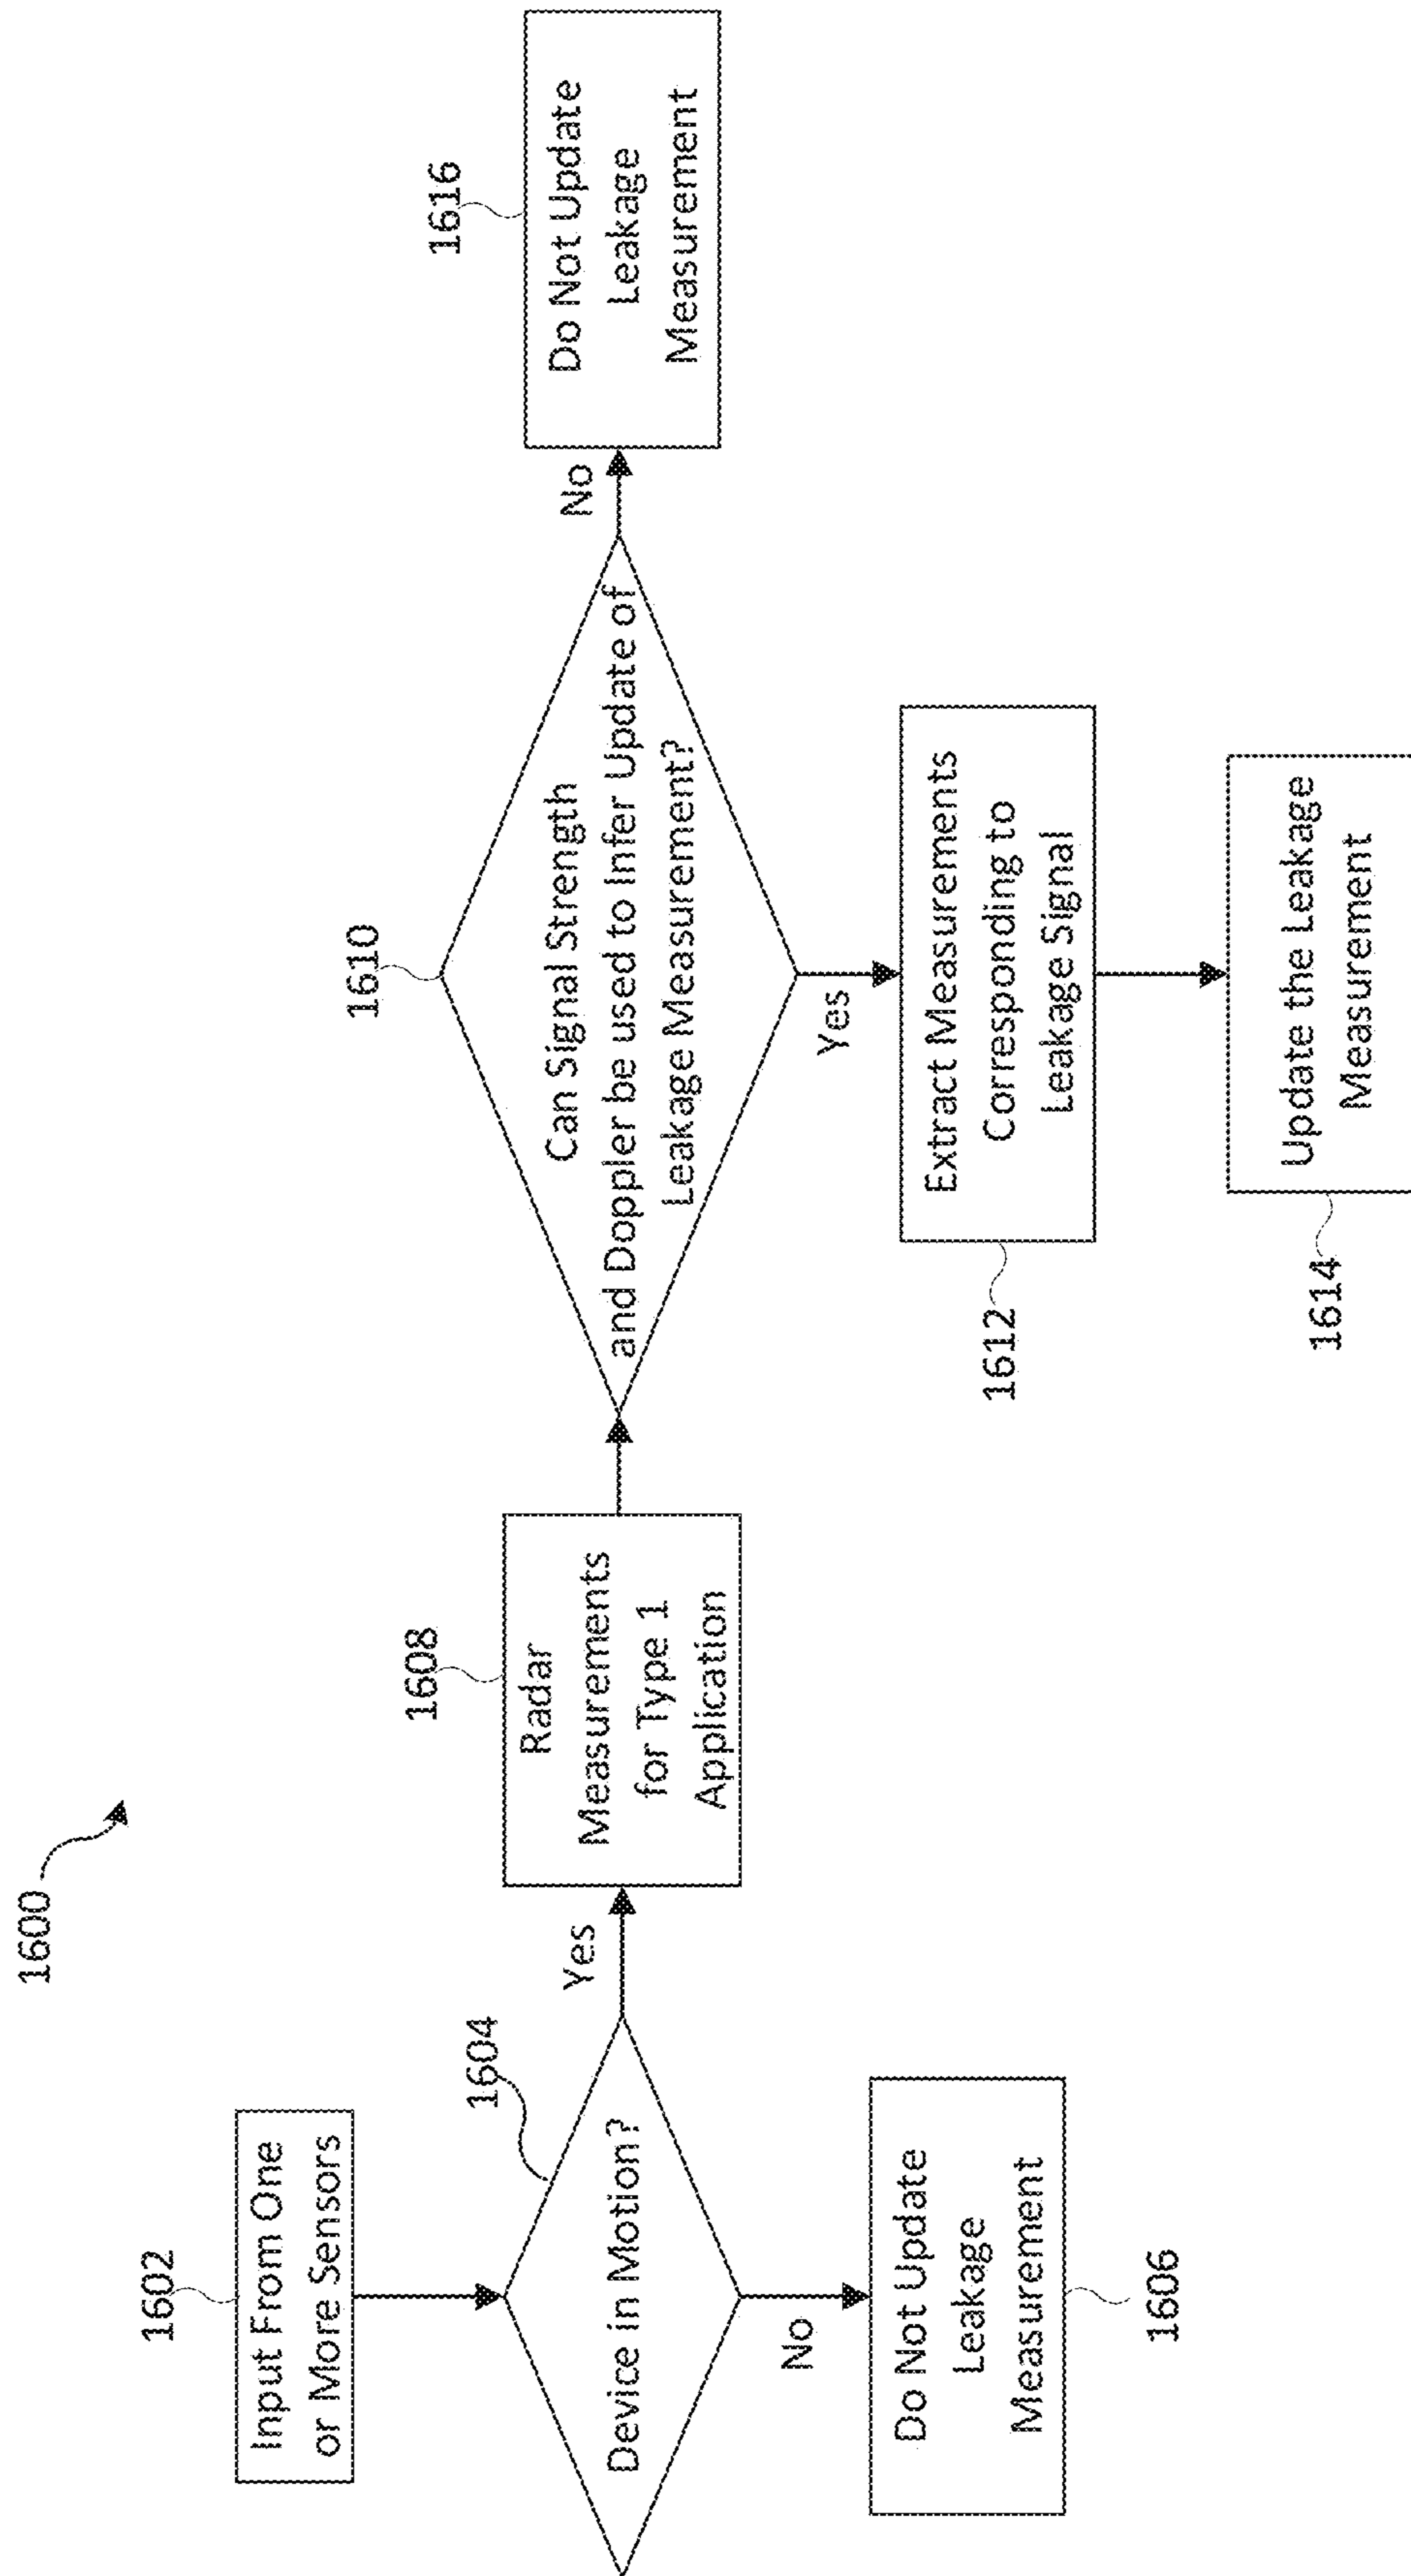 1600
1602
Input From One
or More Sensors
1604
Device in Motion?
No
Do Not Update
Leakage
Measurement
1606
Yes
1608
Radar
Measurements
for Type 1
Application
1610
Can Signal Strength
and Doppler be used to Infer Update of
Leakage Measurement?
Yes
1612
Extract Measurements
Corresponding to
Leakage Signal
1614
Update the Leakage
Measurement
No
1616
Do Not Update
Leakage
Measurement